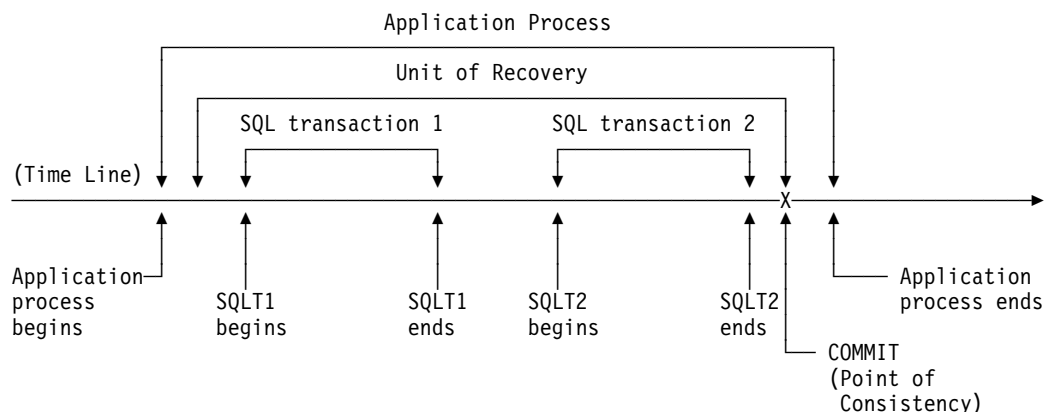 Application Process
Unit of Recovery
SQL transaction 1
SQL transaction 2
(Time Line)
X
Application
process
begins
SQLT1
begins
SQLT1
ends
SQLT2
begins
SQLT2
ends
Application
process ends
COMMIT
(Point of
Consistency)